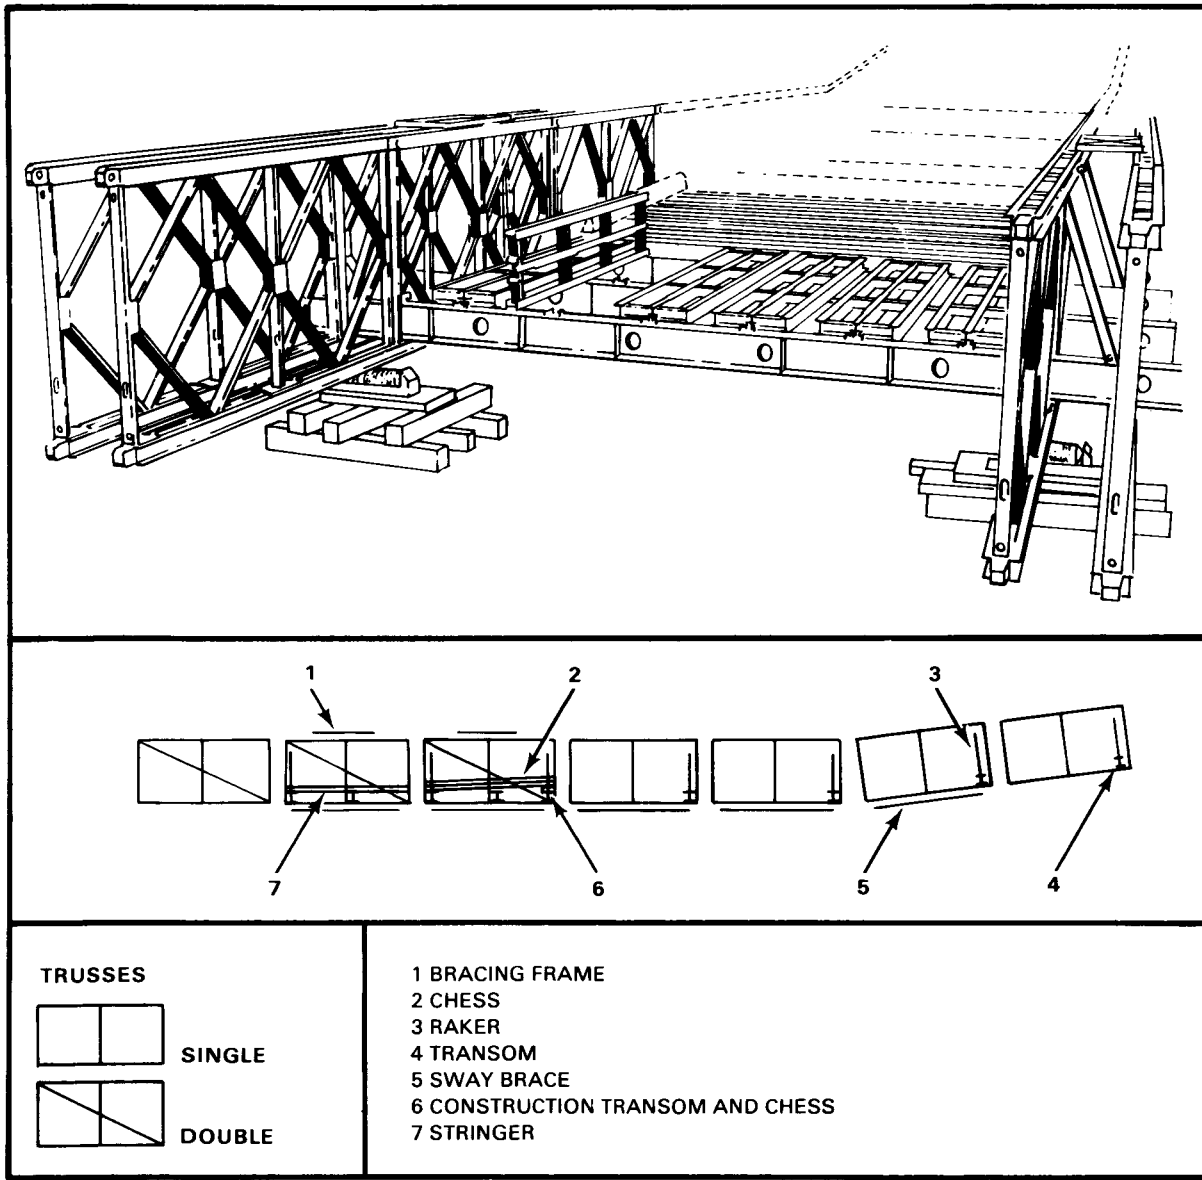 1
2
3
7
6
5
4
TRUSSES
SINGLE
DOUBLE
1 BRACING FRAME
2 CHESS
3 RAKER
4 TRANSOM
5 SWAY BRACE
6 CONSTRUCTION TRANSOM AND CHESS
7 STRINGER